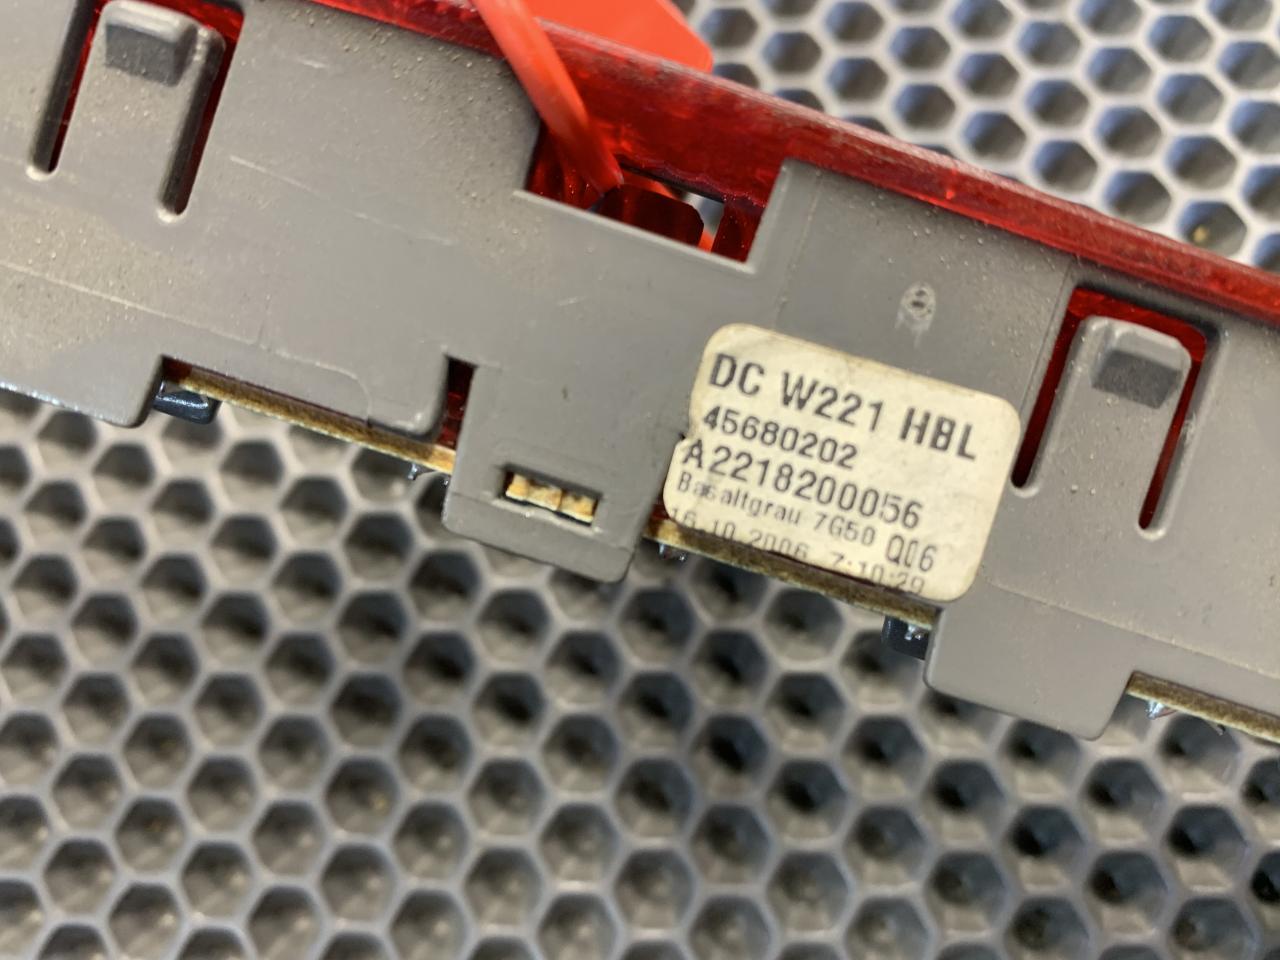 DC W221 HBL
45680202
A2218200056
Basaltgrau 7G50 Q06
16.10.2006 7:10:29